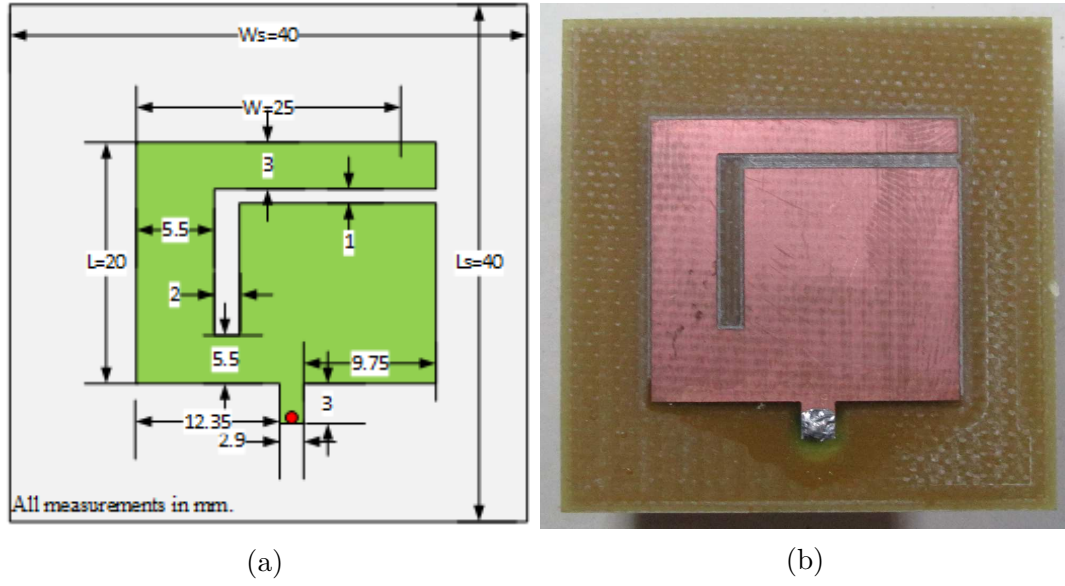 Ws=40
W=25
3
5.5
1
L=20
Ls=40
2
5.5
9.75
3
12.35
2.9
All measurements in mm.
(a)
(b)